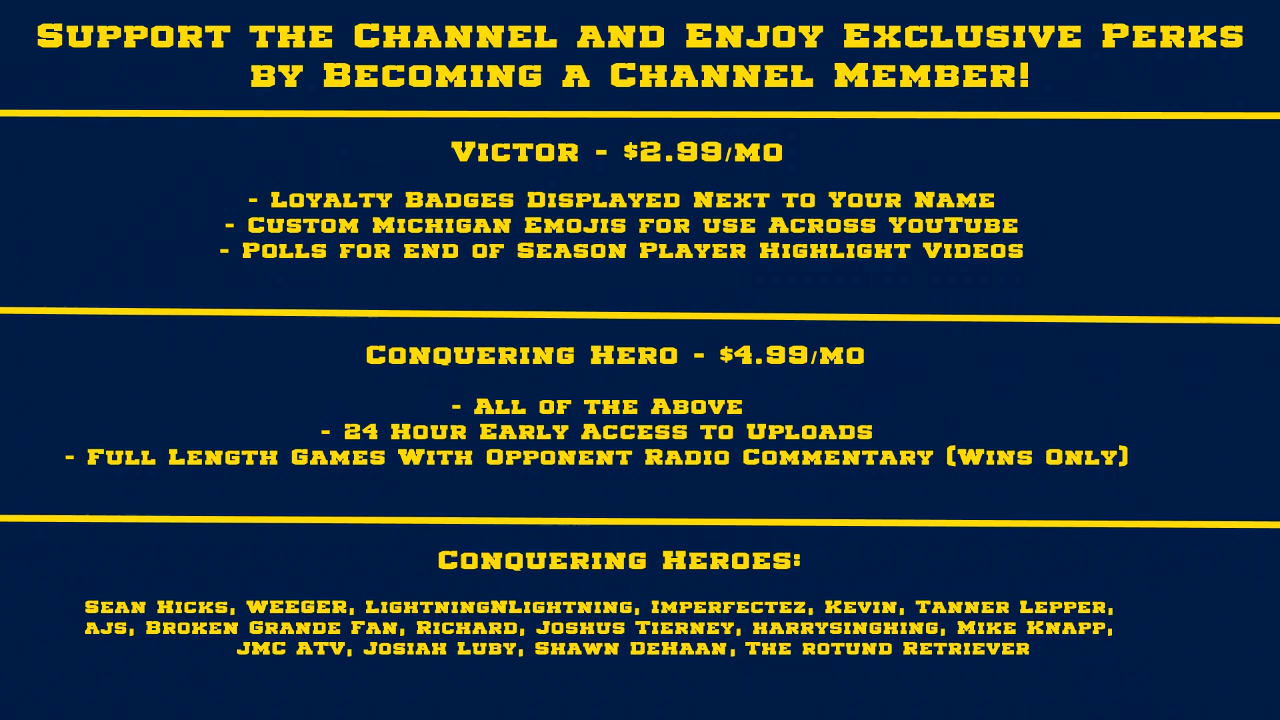 Support the Channel and Enjoy Exclusive Perks
by Becoming a Channel Member!
Victor - $2.99/mo
- Loyalty Badges Displayed Next to Your Name
- Custom Michigan Emojis for use Across YouTube
- Polls for end of Season Player Highlight Videos
Conquering Hero - $4.99/mo
- All of the Above
- 24 Hour Early Access to Uploads
- Full Length Games With Opponent Radio Commentary (Wins Only)
Conquering Heroes:
Sean Hicks, WEEGER, LightningNLightning, Imperfectez, Kevin, Tanner Lepper,
AJS, Broken Grande Fan, Richard, Joshus Tierney, harrysinghing, Mike Knapp,
JMC ATV, Josiah Luby, Shawn DeHaan, The rotund Retriever